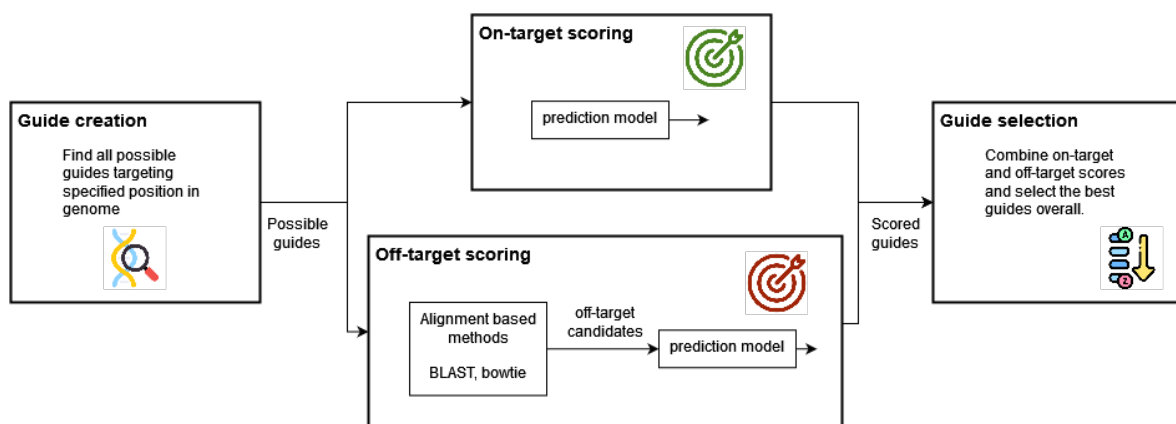 Guide creation
Find all possible
guides targeting
specified position in
genome
Possible
guides
On-target scoring
prediction model
Off-target scoring
Alignment based
methods
BLAST, bowtie
off-target
candidates
prediction model
Scored
guides
Guide selection
Combine on-target
and off-target scores
and select the best
guides overall.
A
Z